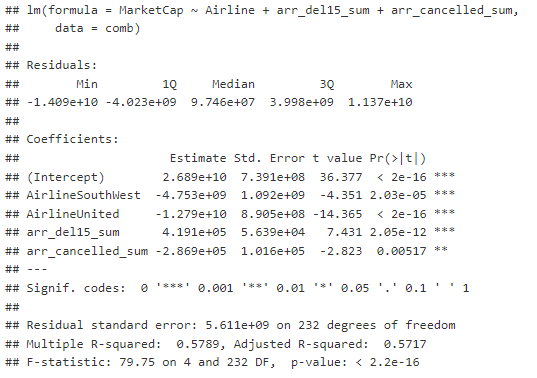 ## lm(formula = MarketCap ~ Airline + arr_del15_sum + arr_cancelled_sum,
##     data = comb)
##
## Residuals:
##        Min         1Q     Median         3Q        Max
## -1.409e+10 -4.023e+09  9.746e+07  3.998e+09  1.137e+10
##
## Coefficients:
##                     Estimate Std. Error t value Pr(>|t|)
## (Intercept)        2.689e+10  7.391e+08  36.377  < 2e-16 ***
## AirlineSouthWest  -4.753e+09  1.092e+09  -4.351 2.03e-05 ***
## AirlineUnited     -1.279e+10  8.905e+08 -14.365  < 2e-16 ***
## arr_del15_sum      4.191e+05  5.639e+04   7.431 2.05e-12 ***
## arr_cancelled_sum -2.869e+05  1.016e+05  -2.823  0.00517 **
## ---
## Signif. codes:  0 '***' 0.001 '**' 0.01 '*' 0.05 '.' 0.1 ' ' 1
##
## Residual standard error: 5.611e+09 on 232 degrees of freedom
## Multiple R-squared:  0.5789, Adjusted R-squared:  0.5717
## F-statistic: 79.75 on 4 and 232 DF,  p-value: < 2.2e-16